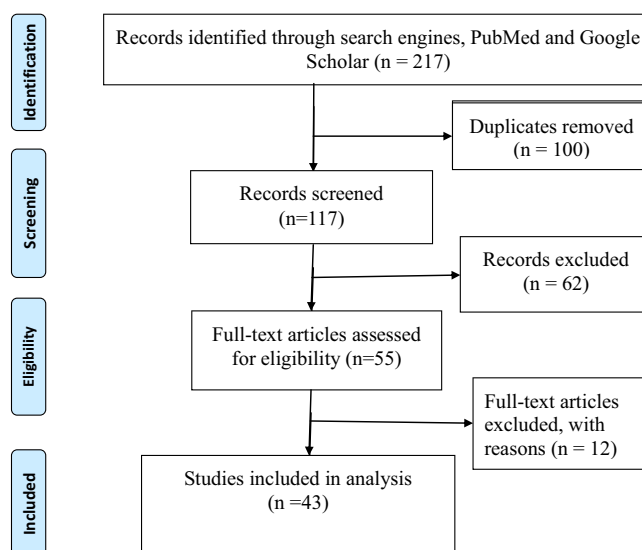 Identification
Records identified through search engines, PubMed and Google
Scholar (n = 217)
Duplicates removed
(n = 100)
Screening
Records screened
(n=117)
Records excluded
(n = 62)
Eligibility
Full-text articles assessed
for eligibility (n=55)
Full-text articles
excluded, with
reasons (n = 12)
Included
Studies included in analysis
(n =43)